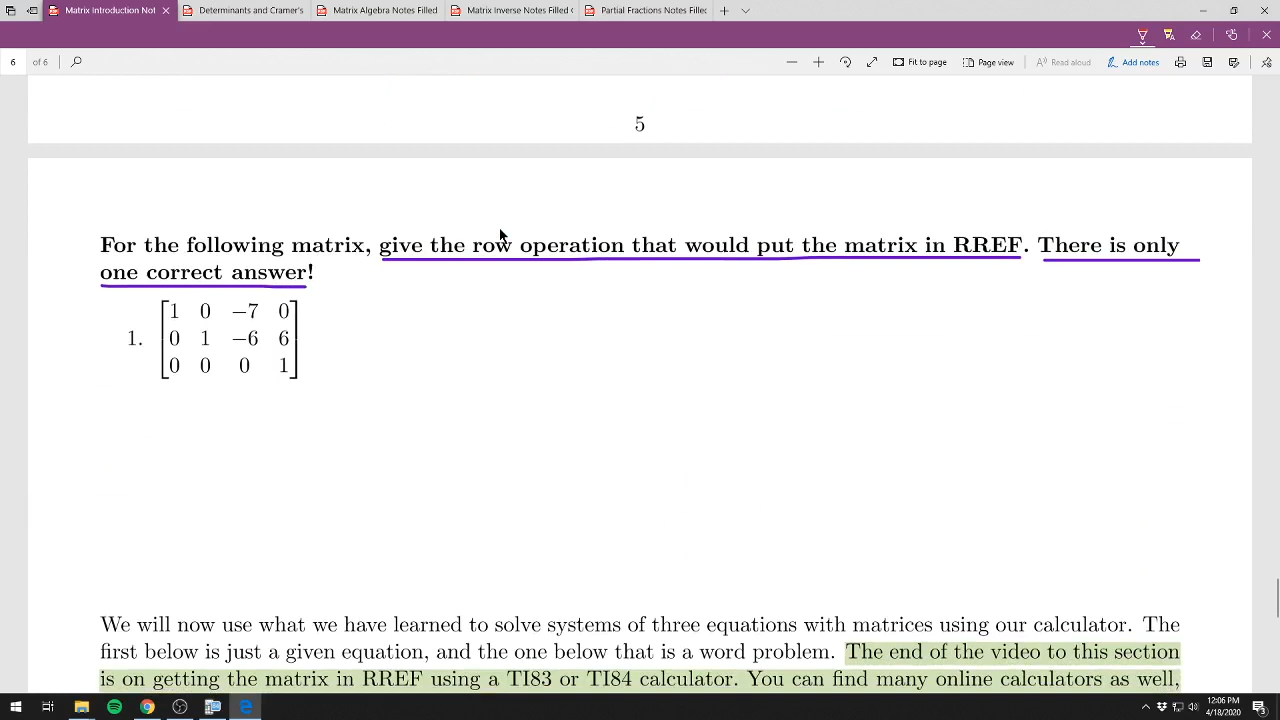 Matrix Introduction Not
Determinants and Cramer's
Matrix Algebra Notes Filled
Matrix Inverse Notes Filled
Partial Fractions Notes Filled
6 of 6
Fit to page
Page view
Read aloud
Add notes
5
For the following matrix, give the row operation that would put the matrix in RREF. There is only
one correct answer!
1 0 −7 0
1. 0 1 −6 6
0 0 0 1
We will now use what we have learned to solve systems of three equations with matrices using our calculator. The
first below is just a given equation, and the one below that is a word problem. The end of the video to this section
is on getting the matrix in RREF using a TI83 or TI84 calculator. You can find many online calculators as well,
12:06 PM
4/18/2020